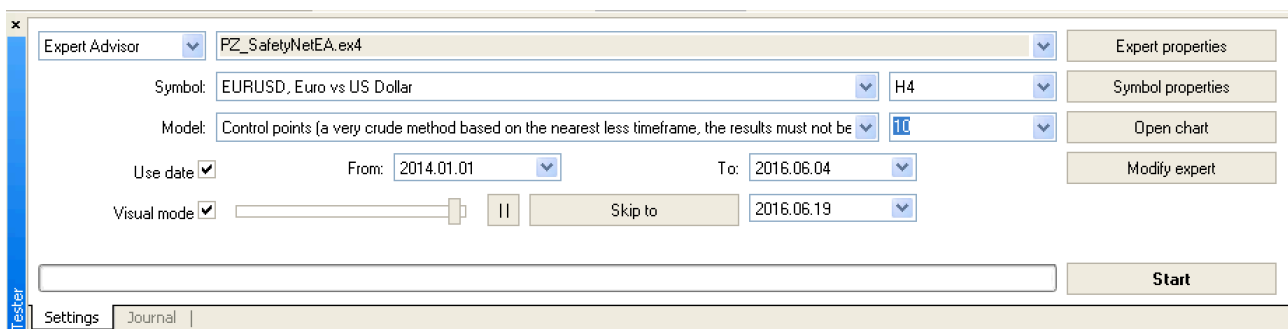 Expert Advisor PZ_SafetyNetEA.ex4 Expert properties
Symbol: EURUSD, Euro vs US Dollar H4 Symbol properties
Model: Control points (a very crude method based on the nearest less timeframe, the results must not be 10 Open chart
Use date From: 2014.01.01 To: 2016.06.04 Modify expert
Visual mode Skip to 2016.06.19
Start
Tester
Settings Journal